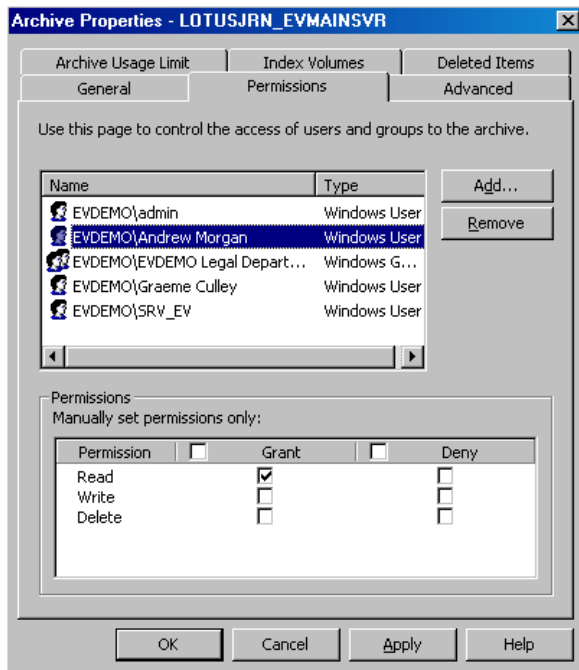 Archive Properties - LOTUSJRN_EVMAINSVR
Archive Usage Limit Index Volumes Deleted Items
General Permissions Advanced
Use this page to control the access of users and groups to the archive.
Name Type Add...
EVDEMO\admin Windows User
EVDEMO\Andrew Morgan Windows User Remove
EVDEMO\EVDEMO Legal Depart... Windows G...
EVDEMO\Graeme Culley Windows User
EVDEMO\SRV_EV Windows User
Permissions
Manually set permissions only:
Permission Grant Deny
Read
Write
Delete
OK Cancel Apply Help